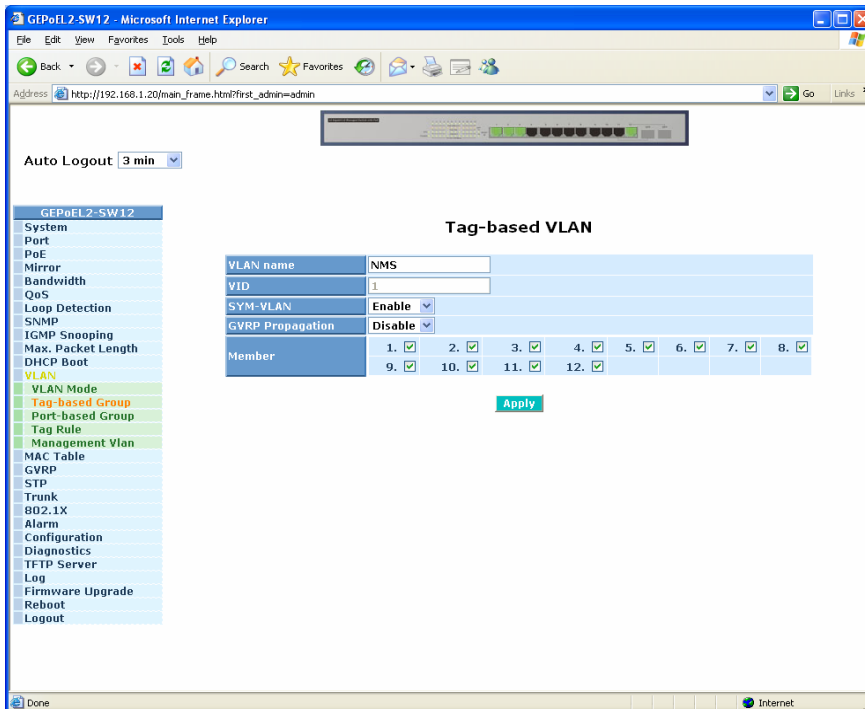 GEPoEL2-SW12 - Microsoft Internet Explorer
File Edit View Favorites Tools Help
Back Search Favorites
Address http://192.168.1.20/main_frame.html?first_admin=admin Go Links
Auto Logout 3 min
GEPoEL2-SW12
System
Port
PoE
Mirror
Bandwidth
QoS
Loop Detection
SNMP
IGMP Snooping
Max. Packet Length
DHCP Boot
VLAN
VLAN Mode
Tag-based Group
Port-based Group
Tag Rule
Management Vlan
MAC Table
GVRP
STP
Trunk
802.1X
Alarm
Configuration
Diagnostics
TFTP Server
Log
Firmware Upgrade
Reboot
Logout
Tag-based VLAN
VLAN name NMS
VID 1
SYM-VLAN Enable
GVRP Propagation Disable
Member 1. 2. 3. 4. 5. 6. 7. 8.
9. 10. 11. 12.
Apply
Done Internet